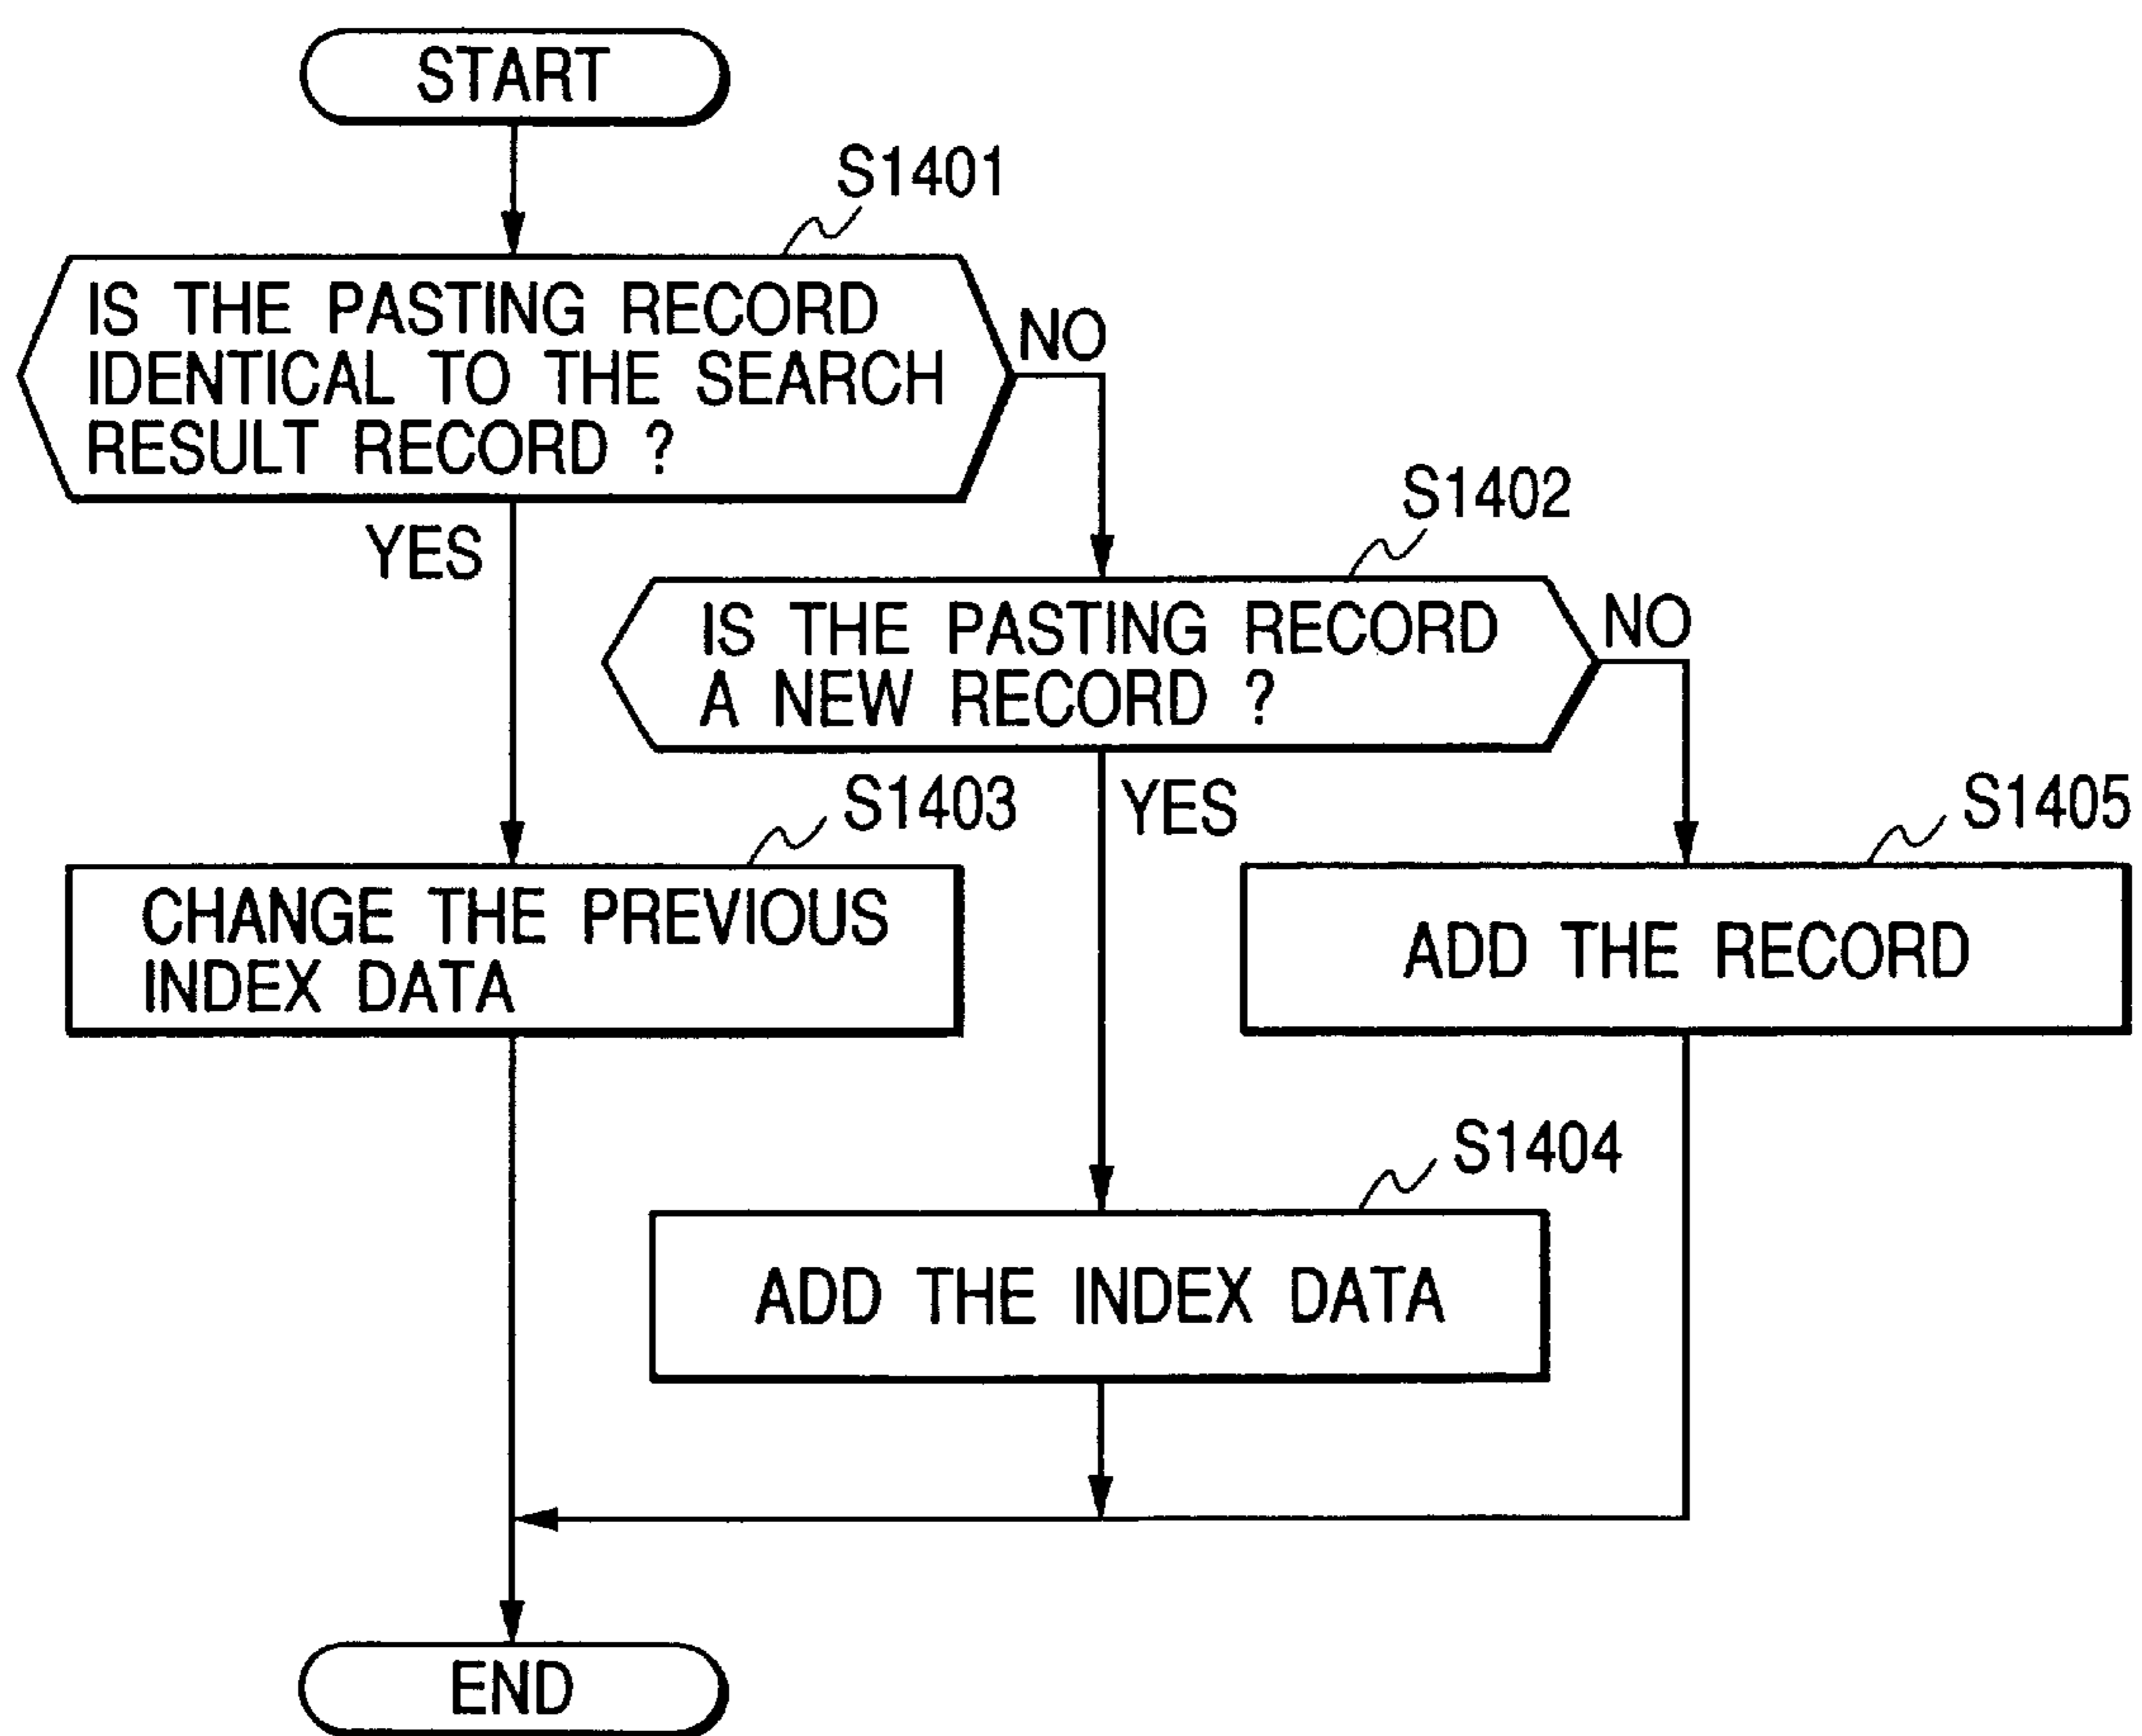 START
S1401
IS THE PASTING RECORD
IDENTICAL TO THE SEARCH
RESULT RECORD ?
NO
YES
S1402
IS THE PASTING RECORD
A NEW RECORD ?
NO
YES
S1403
CHANGE THE PREVIOUS
INDEX DATA
S1405
ADD THE RECORD
S1404
ADD THE INDEX DATA
END